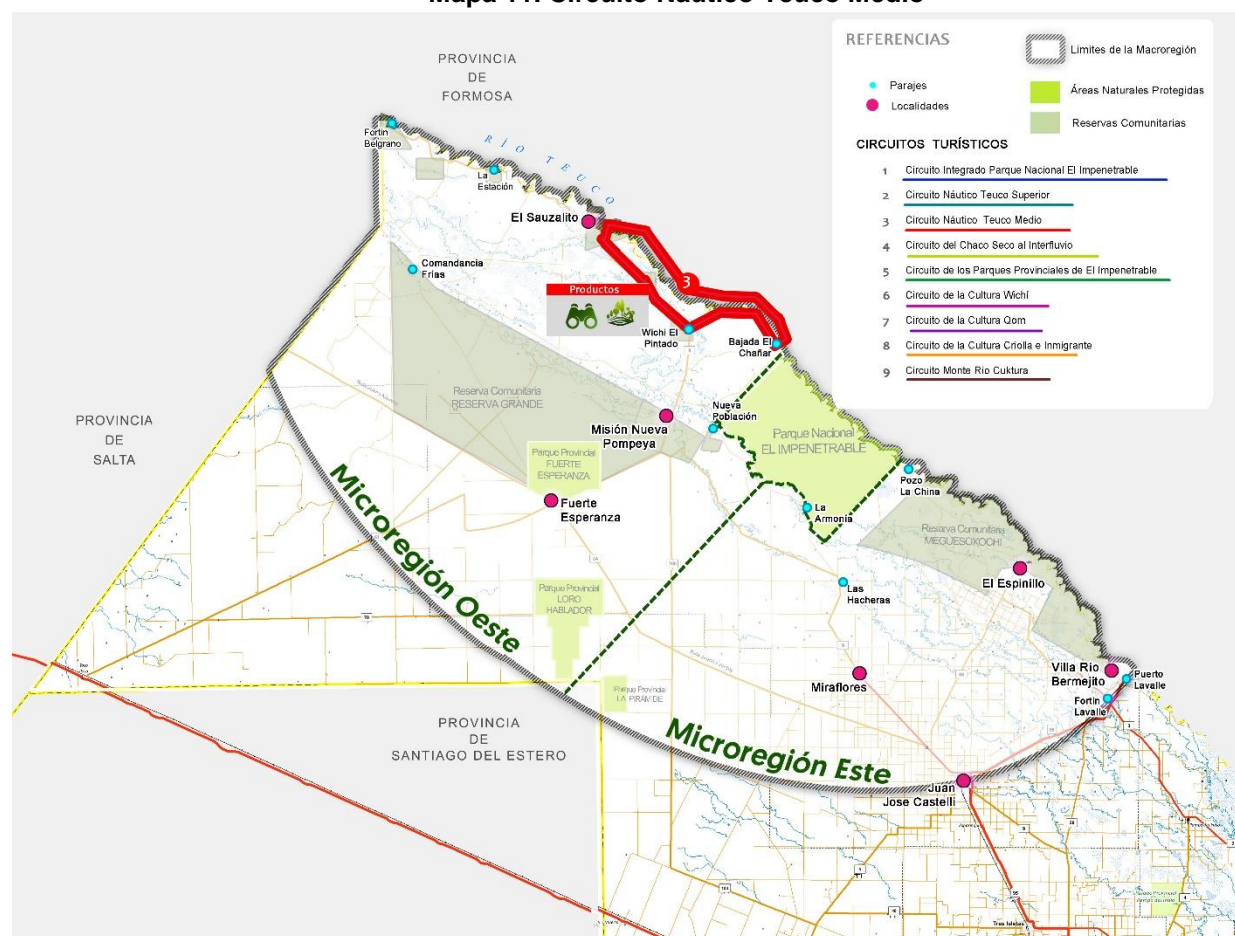 Mapa 11: Circuito Náutico Teuco Medio
REFERENCIAS
Parajes
Localidades
Limites de la Macroregión
Áreas Naturales Protegidas
Reservas Comunitarias
CIRCUITOS TURÍSTICOS
1 Circuito Integrado Parque Nacional El Impenetrable
2 Circuito Náutico Teuco Superior
3 Circuito Náutico Teuco Medio
4 Circuito del Chaco Seco al Interfluvio
5 Circuito de los Parques Provinciales de El Impenetrable
6 Circuito de la Cultura Wichí
7 Circuito de la Cultura Qom
8 Circuito de la Cultura Criolla e Inmigrante
9 Circuito Monte Rio Cuktura
PROVINCIA
DE
FORMOSA
RÍO TEUCO
Fortin
Belgrano
La
Estación
El Sauzalito
Comandancia
Frias
Productos
3
Wichi El
Pintado
Bajada El
Chañar
Reserva Comunitaria
RESERVA GRANDE
Misión Nueva
Pompeya
Nueva
Población
Parque Nacional
EL IMPENETRABLE
PROVINCIA
DE
SALTA
Parque Provincial
FUERTE
ESPERANZA
Fuerte
Esperanza
Pozo
La China
La
Armonia
Reserva Comunitaria
MEGUESOXOCHI
El Espinillo
Microregión Oeste
Parque Provincial
LORO
HABLADOR
Las
Hacheras
Miraflores
Villa Rio
Bermejito
Puerto
Lavalle
Fortin
Lavalle
Parque Provincial
LA PIRAMIDE
PROVINCIA
DE
SANTIAGO DEL ESTERO
Microregión Este
Juan
Jose Castelli
Tres Isletas